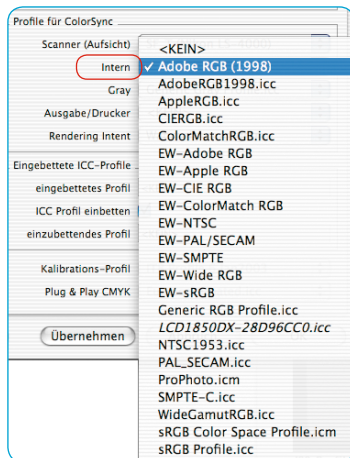 Profile für ColorSync
Scanner (Aufsicht)
Intern
Gray
Ausgabe/Drucker
Rendering Intent
Eingebettete ICC-Profile
eingebettetes Profil
ICC Profil einbetten
einzubettendes Profil
Kalibrations-Profil
Plug & Play CMYK
Übernehmen
<KEIN>
✓ Adobe RGB (1998)
AdobeRGB1998.icc
AppleRGB.icc
CIERGB.icc
ColorMatchRGB.icc
EW-Adobe RGB
EW-Apple RGB
EW-CIE RGB
EW-ColorMatch RGB
EW-NTSC
EW-PAL/SECAM
EW-SMPTE
EW-Wide RGB
EW-sRGB
Generic RGB Profile.icc
LCD1850DX-28D96CC0.icc
NTSC1953.icc
PAL_SECAM.icc
ProPhoto.icm
SMPTE-C.icc
WideGamutRGB.icc
sRGB Color Space Profile.icm
sRGB Profile.icc